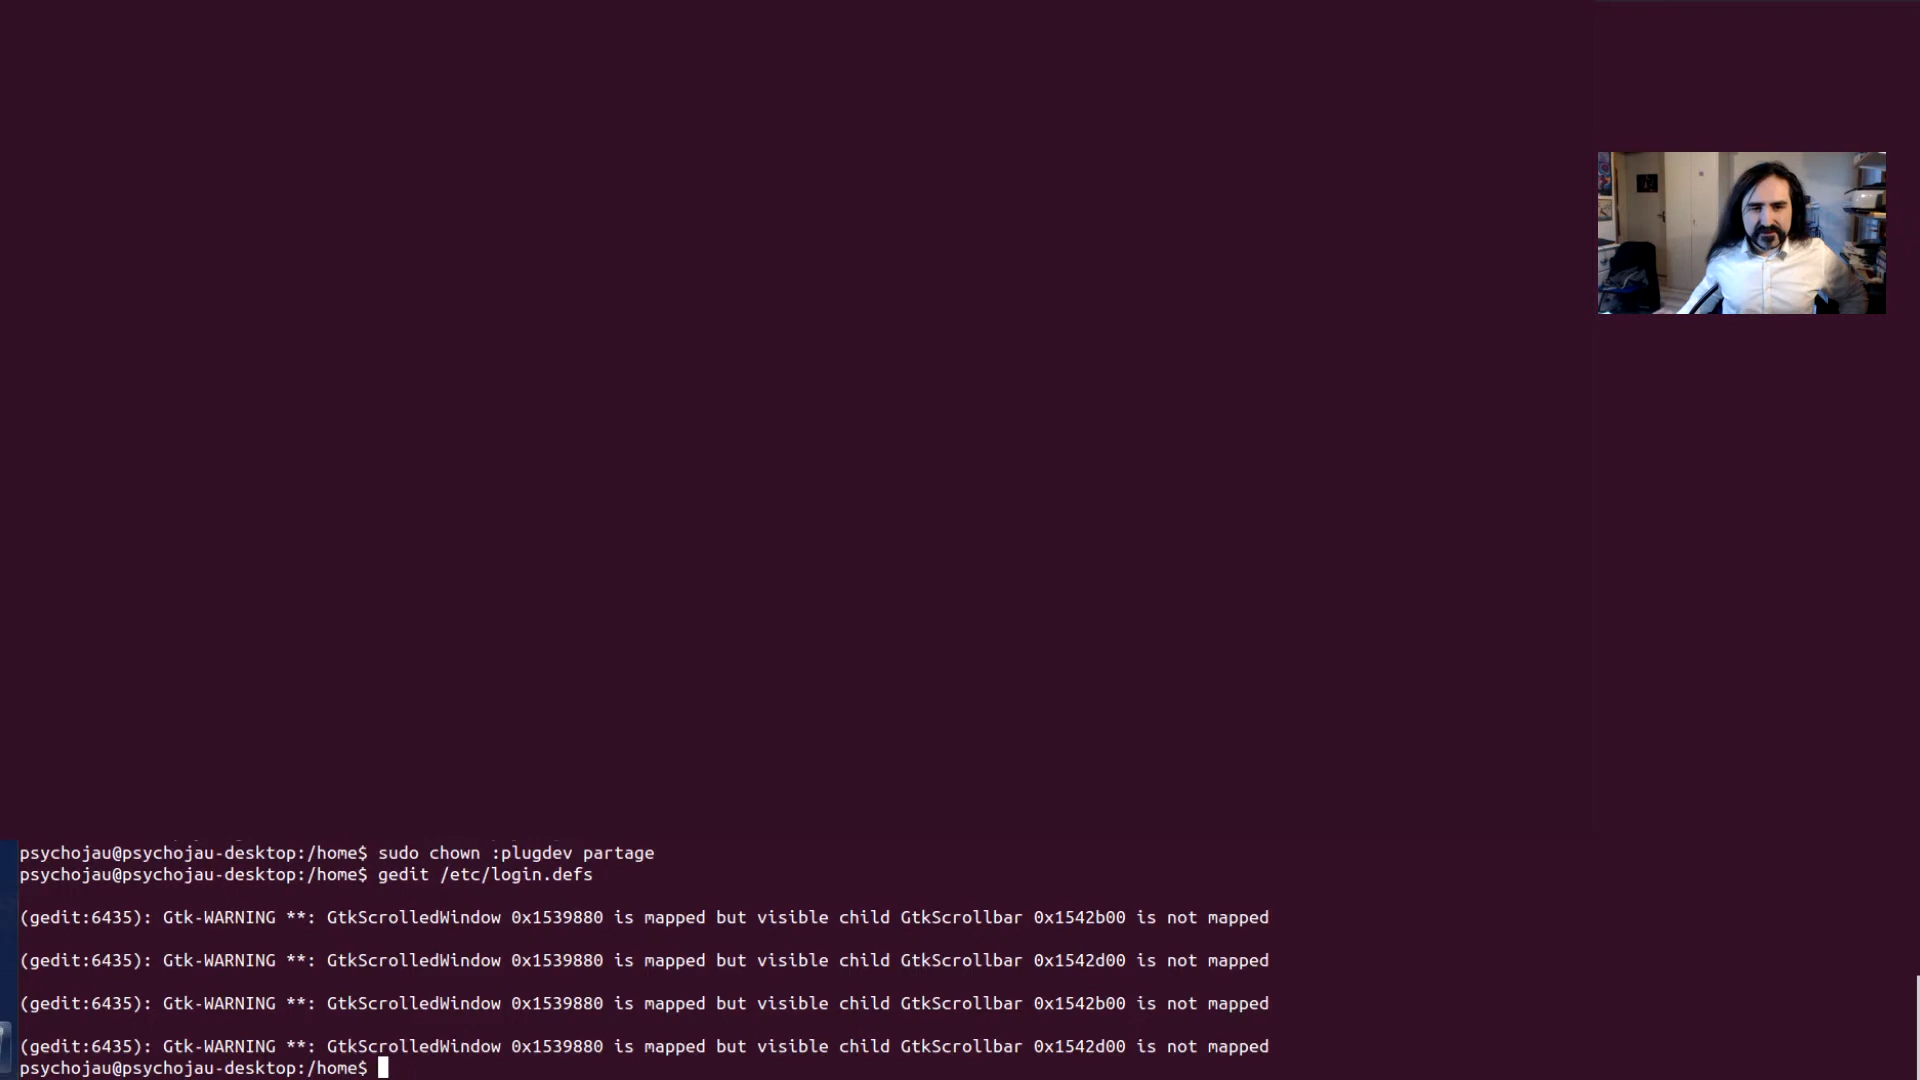 psychojau@psychojau-desktop:/home$ sudo chown :plugdev partage
psychojau@psychojau-desktop:/home$ gedit /etc/login.defs
(gedit:6435): Gtk-WARNING **: GtkScrolledWindow 0x1539880 is mapped but visible child GtkScrollbar 0x1542b00 is not mapped
(gedit:6435): Gtk-WARNING **: GtkScrolledWindow 0x1539880 is mapped but visible child GtkScrollbar 0x1542d00 is not mapped
(gedit:6435): Gtk-WARNING **: GtkScrolledWindow 0x1539880 is mapped but visible child GtkScrollbar 0x1542b00 is not mapped
(gedit:6435): Gtk-WARNING **: GtkScrolledWindow 0x1539880 is mapped but visible child GtkScrollbar 0x1542d00 is not mapped
psychojau@psychojau-desktop:/home$